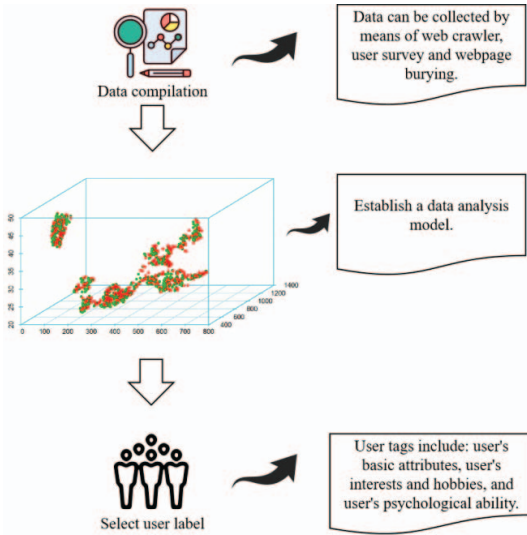 Data can be collected by
means of web crawler,
user survey and webpage
burying.
Data compilation
Establish a data analysis
model.
50
45
40
35
30
25
20
0 100 200 300 400 500 600 700 800
400
600
800
1000
1200
1400
User tags include: user's
basic attributes, user's
interests and hobbies, and
user's psychological ability.
Select user label